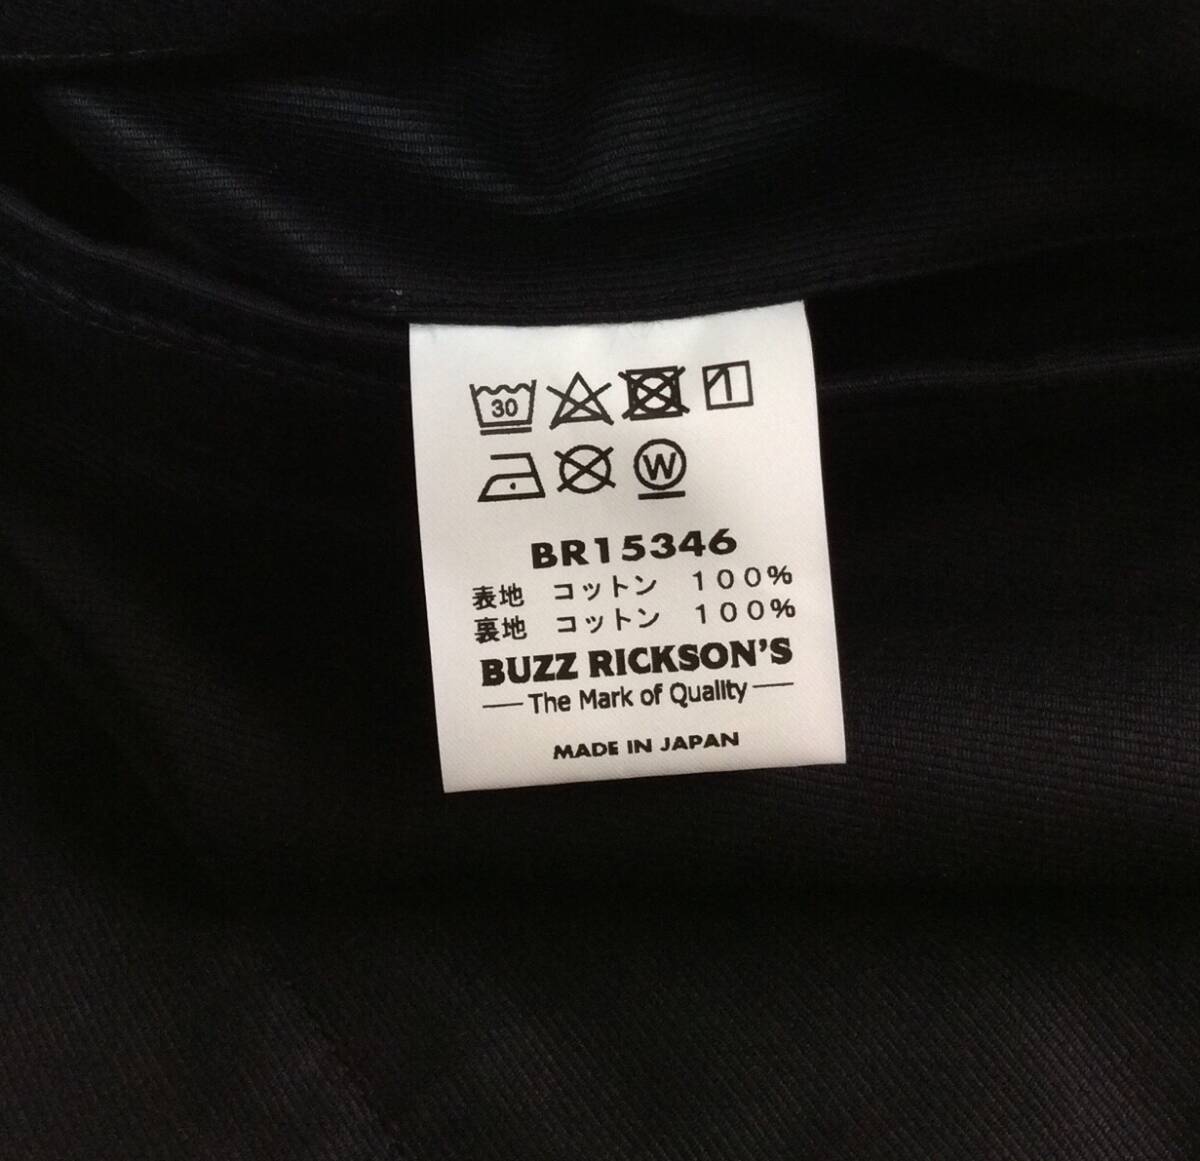 30
W
BR15346
表地 コットン 100%
裏地 コットン 100%
BUZZ RICKSON'S
The Mark of Quality
MADE IN JAPAN